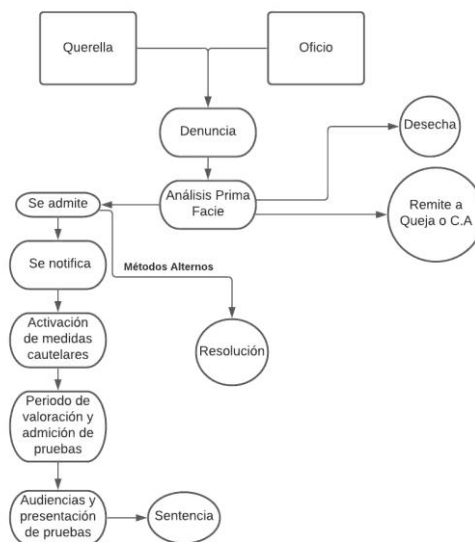 Querella
Oficio
Denuncia
Desecha
Análisis Prima
Facie
Remite a
Queja o C.A
Se admite
Se notifica
Métodos Alternos
Activación
de medidas
cautelares
Resolución
Periodo de
valoración y
admición de
pruebas
Audiencias y
presentación
de pruebas
Sentencia